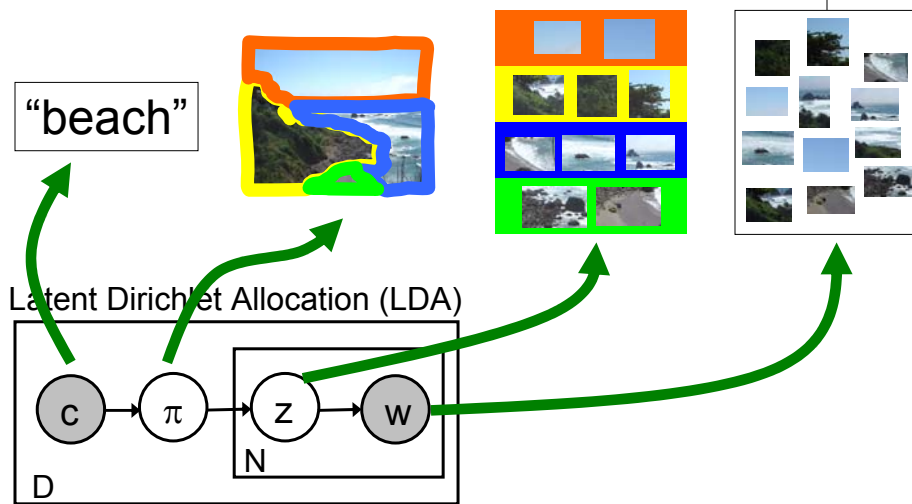 “beach”
Latent Dirichlet Allocation (LDA)
c
π
z
w
N
D